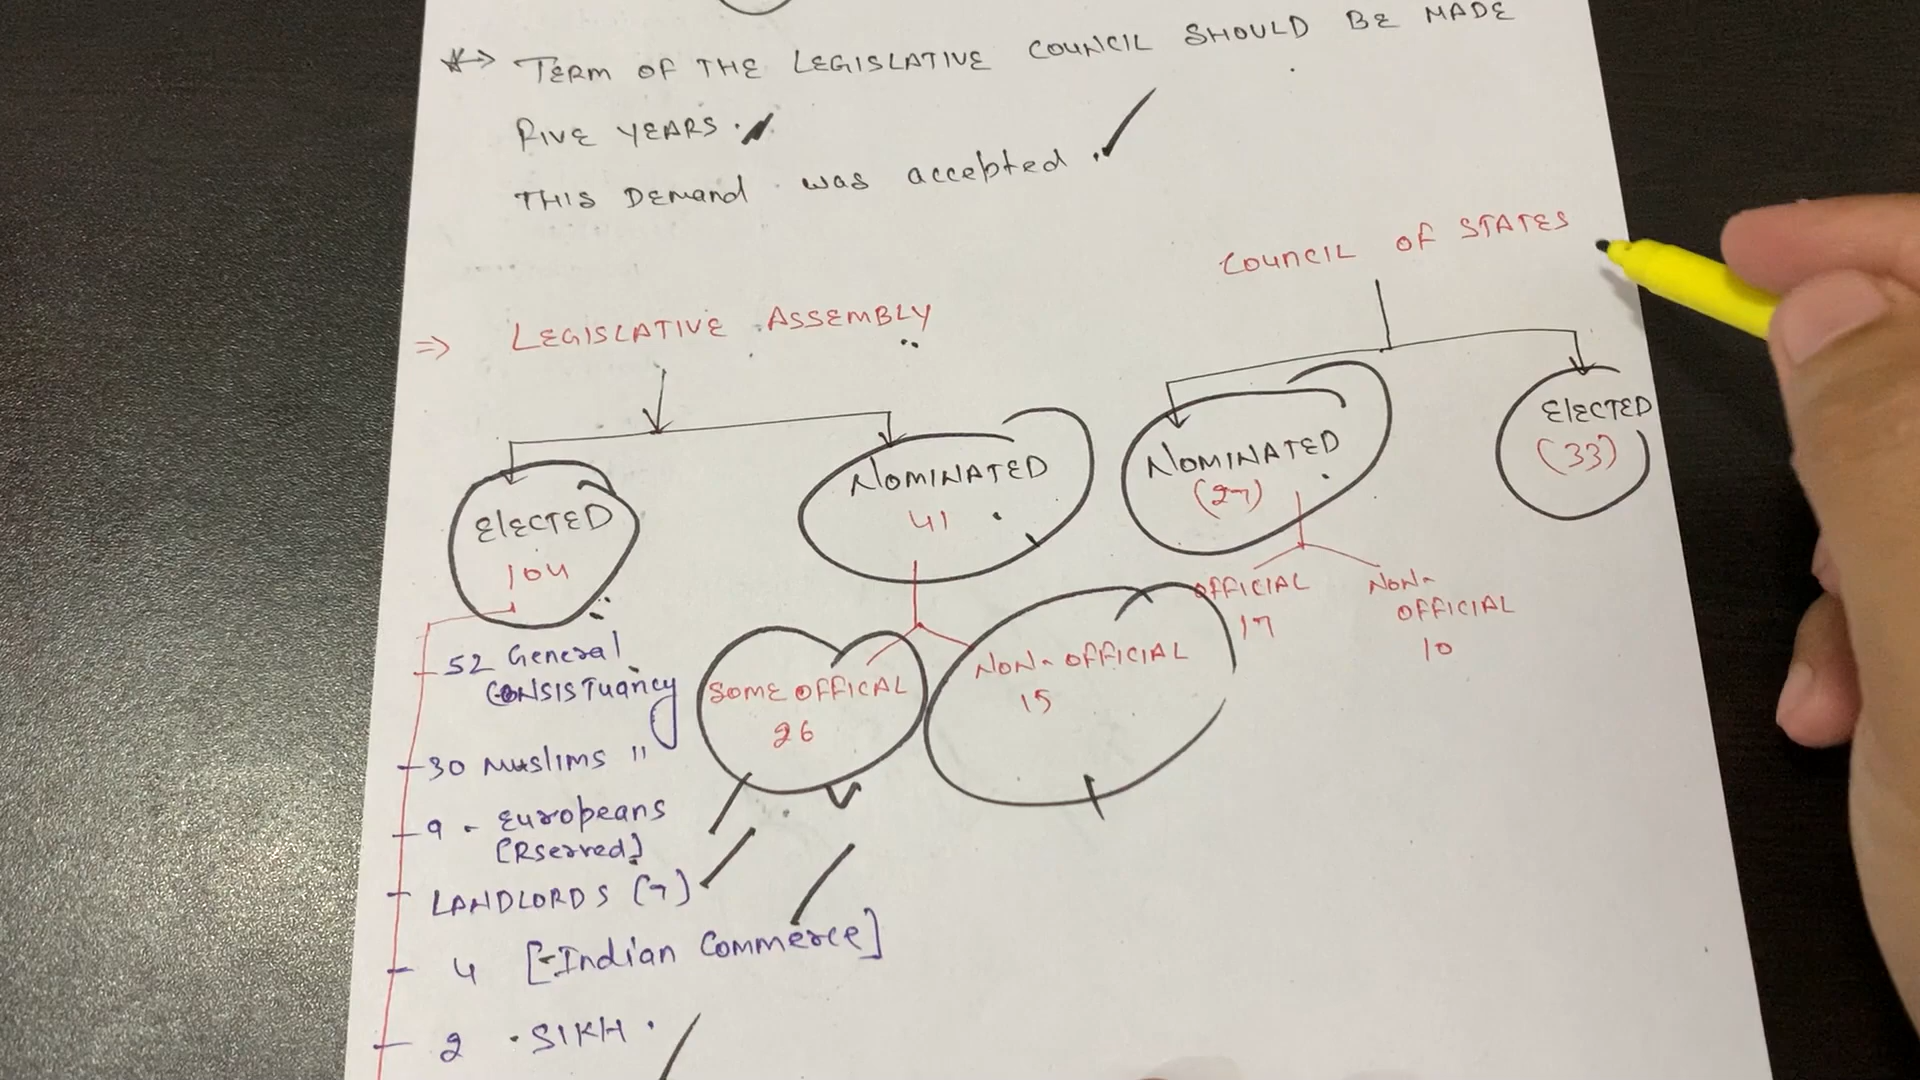 TERM OF THE LEGISLATIVE COUNCIL SHOULD BE MADE
FIVE YEARS.
THIS Demand was accepted.
COUNCIL OF STATES
⇒ LEGISLATIVE ASSEMBLY
NOMINATED
(27)
ElECTED
(33)
OFFICIAL
17
NON-
OFFICIAL
10
ElECTED
104
NOMINATED
41
SOME OFFICAL
26
NON-OFFICIAL
15
52 General
CONSISTuancy
30 Muslims "
9 - Europeans
[Rserved]
LANDLORDS (7)
4 [-Indian Commerce]
2 . SIKH .